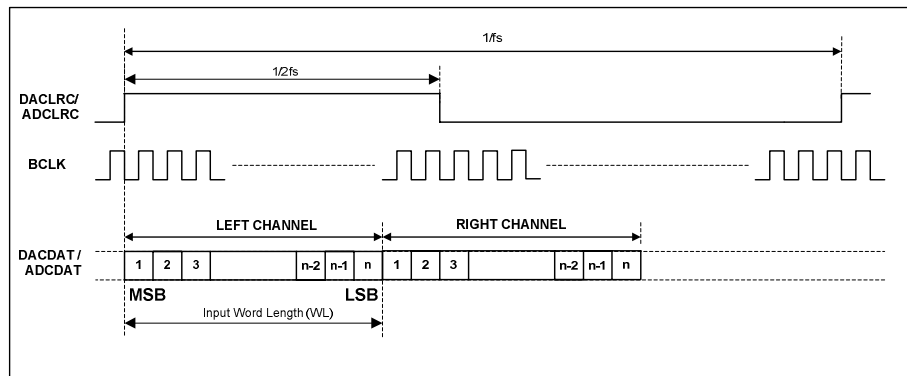 1/fs
1/2fs
DACLRC/
ADCLRC
BCLK
LEFT CHANNEL RIGHT CHANNEL
DACDAT /
ADCDAT
1 2 3 n-2 n-1 n 1 2 3 n-2 n-1 n
MSB LSB
Input Word Length (WL)